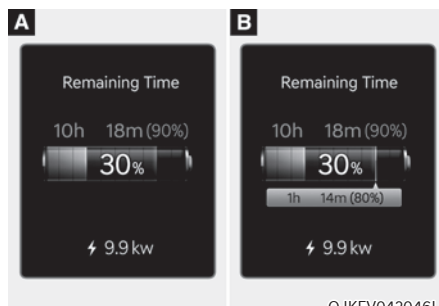 A
Remaining Time
10h 18m (90%)
30%
9.9 kw
B
Remaining Time
10h 18m (90%)
30%
1h 14m (80%)
9.9 kw